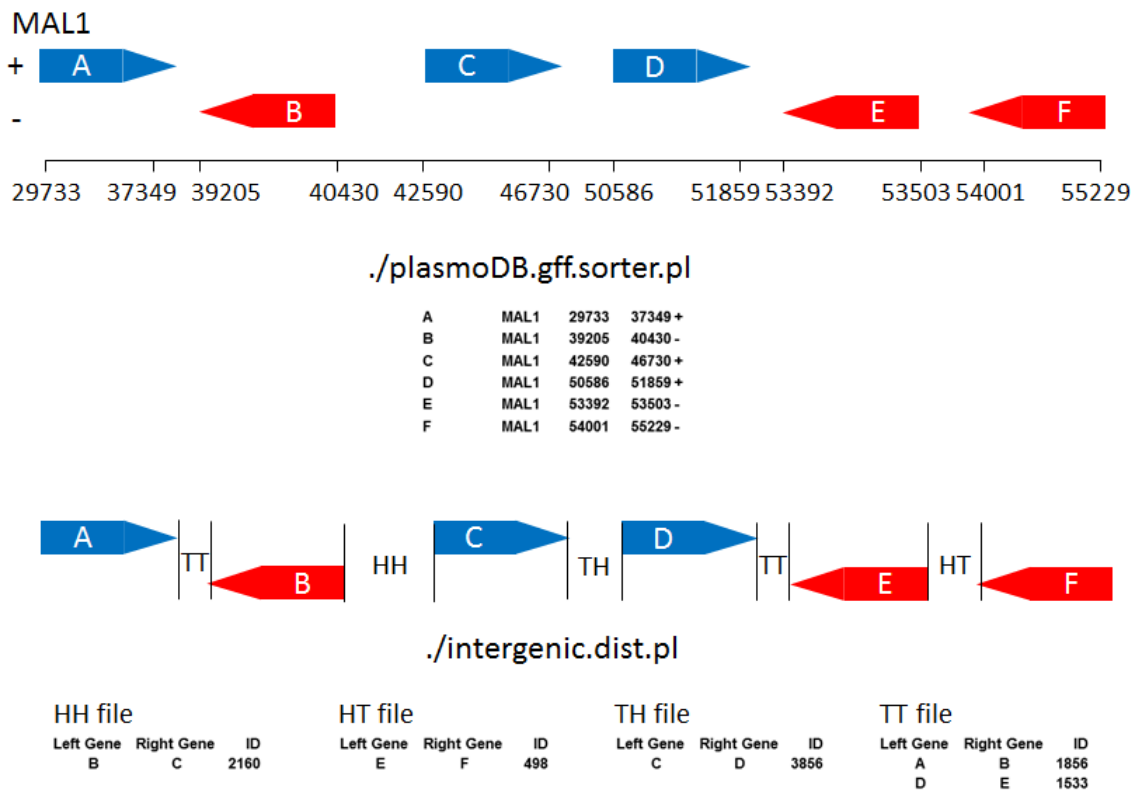 MAL1
+ A C D
- B E F
29733 37349 39205 40430 42590 46730 50586 51859 53392 53503 54001 55229
./plasmoDB.gff.sorter.pl
A MAL1 29733 37349 +
B MAL1 39205 40430 -
C MAL1 42590 46730 +
D MAL1 50586 51859 +
E MAL1 53392 53503 -
F MAL1 54001 55229 -
A C D
TT HH TH TT HT
B E F
./intergenic.dist.pl
HH file
Left Gene Right Gene ID
B C 2160
HT file
Left Gene Right Gene ID
E F 498
TH file
Left Gene Right Gene ID
C D 3856
TT file
Left Gene Right Gene ID
A B 1856
D E 1533